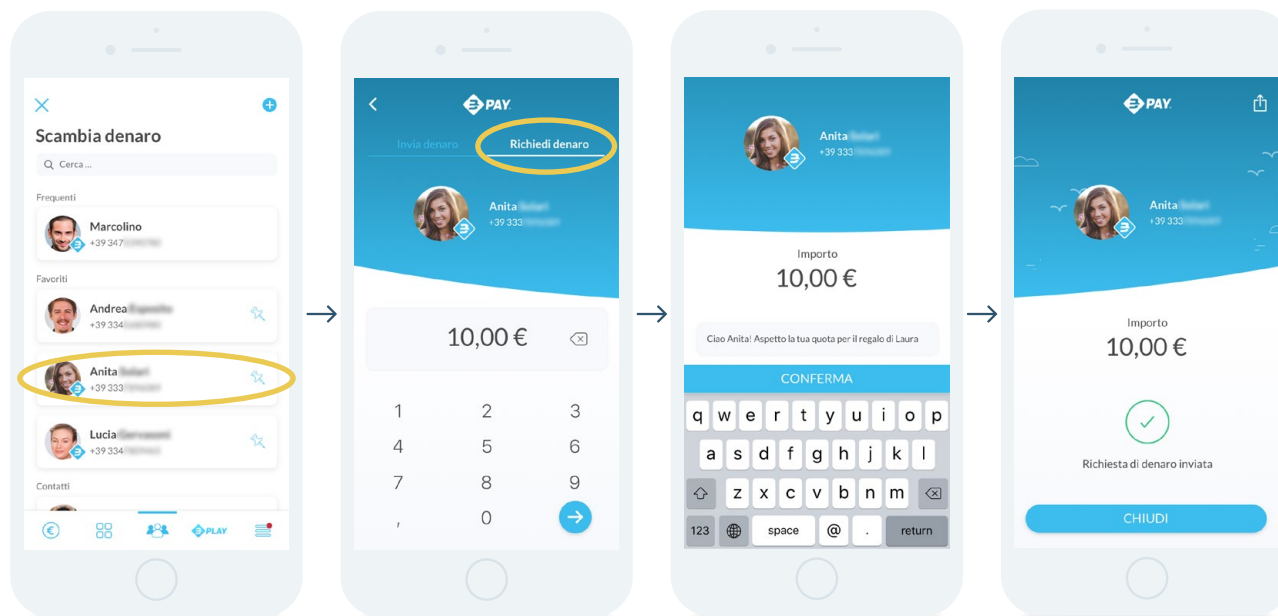 Scambia denaro
Cerca ...
Frequenti
Marcolino
+39 347
Favoriti
Andrea
+39 334
Anita
+39 333
Lucia
+39 334
Contatti
€
PLAY
PAY
Invia denaro
Richiedi denaro
Anita
+39 333
10,00 €
1 2 3
4 5 6
7 8 9
, 0
Anita
+39 333
Importo
10,00 €
Ciao Anita! Aspetto la tua quota per il regalo di Laura
CONFERMA
q w e r t y u i o p
a s d f g h j k l
z x c v b n m
123 space @ . return
PAY
Anita
+39 333
Importo
10,00 €
Richiesta di denaro inviata
CHIUDI